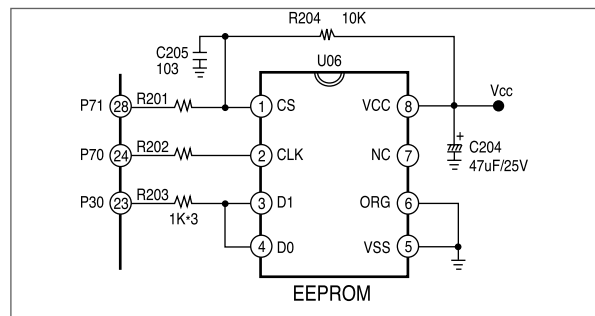 R204 10K
C205
103
U06
Vcc
P71 28 R201 1 CS VCC 8
+
C204
47uF/25V
P70 24 R202 2 CLK NC 7
P30 23 R203 3 D1 ORG 6
1K*3
4 D0 VSS 5
EEPROM